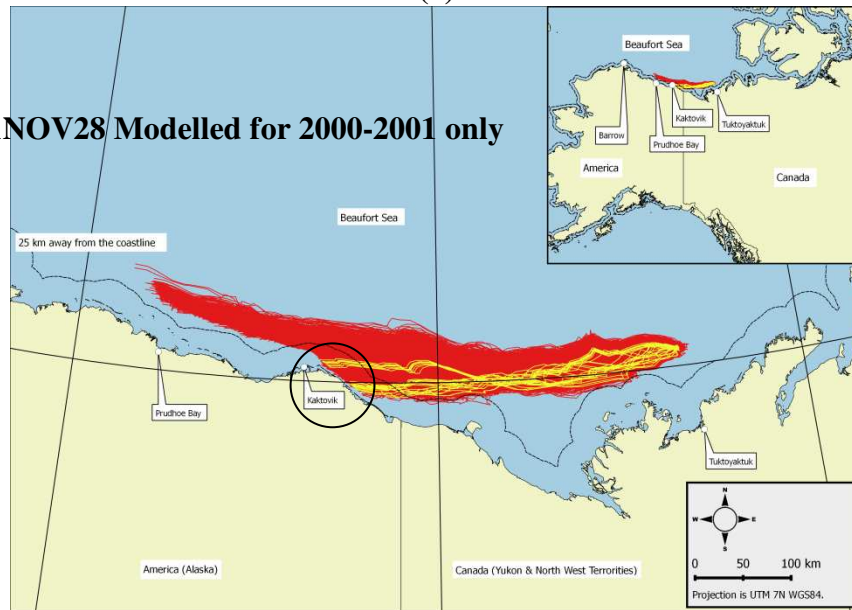 NOV28 Modelled for 2000-2001 only
Beaufort Sea
25 km away from the coastline
Prudhoe Bay
Kaktovik
Tuktoyaktuk
America (Alaska)
Canada (Yukon & North West Terrorities)
Beaufort Sea
Barrow
Prudhoe Bay
Kaktovik
Tuktoyaktuk
America
Canada
N
W
E
S
0 50 100 km
Projection is UTM 7N WGS84.